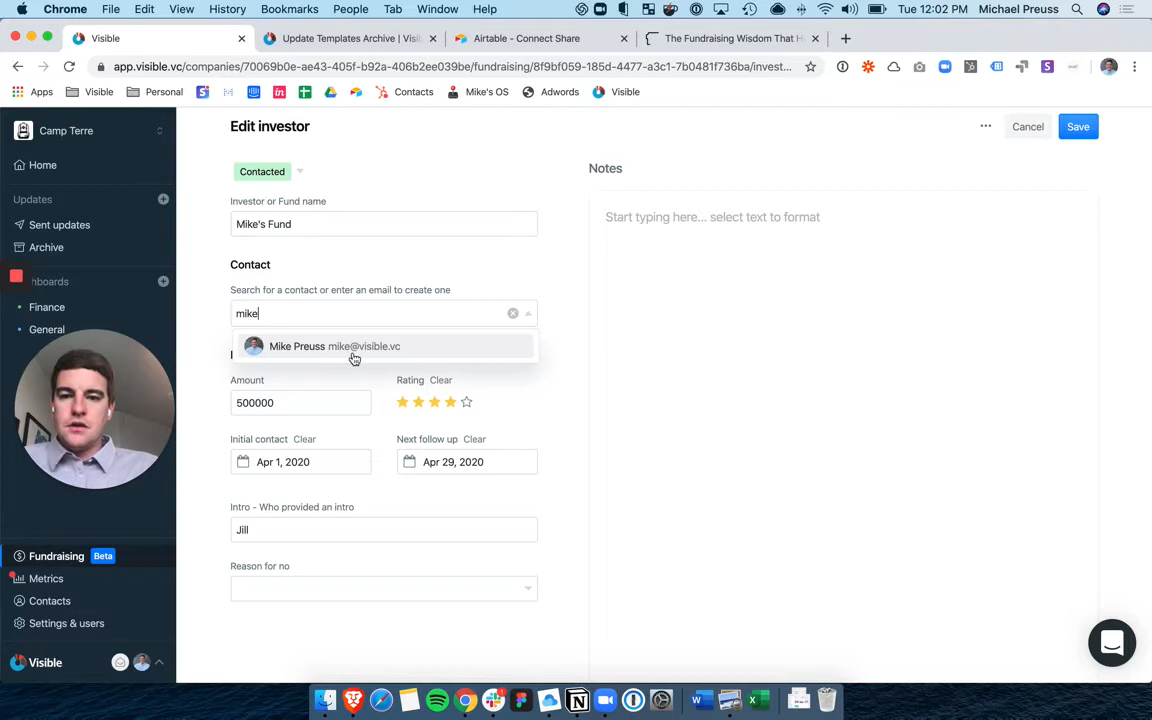 Chrome File Edit View History Bookmarks People Tab Window Help Tue 12:02 PM Michael Preuss
Visible Update Templates Archive | Visi Airtable - Connect Share The Fundraising Wisdom That H
app.visible.vc/companies/70069b0e-ae43-405f-b92a-406b2ee039be/fundraising/8f9bf059-185d-4477-a3c1-7b0481f736ba/invest...
Apps Visible Personal Contacts Mike's OS Adwords Visible
Camp Terre
Home
Updates
Sent updates
Archive
hboards
Finance
General
Fundraising Beta
Metrics
Contacts
Settings & users
Visible
Edit investor
Cancel Save
Contacted
Investor or Fund name
Mike's Fund
Contact
Search for a contact or enter an email to create one
mike
Mike Preuss mike@visible.vc
Amount Rating Clear
500000
Initial contact Clear Next follow up Clear
Apr 1, 2020 Apr 29, 2020
Intro - Who provided an intro
Jill
Reason for no
Notes
Start typing here... select text to format